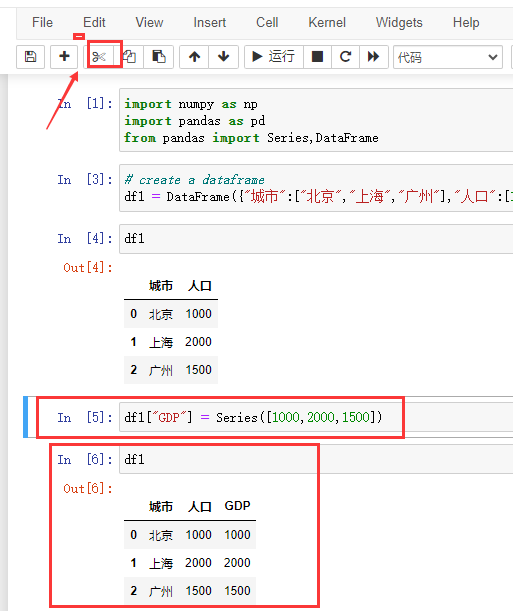 File Edit View Insert Cell Kernel Widgets Help
运行 代码
In [1]: import numpy as np
import pandas as pd
from pandas import Series,DataFrame
In [3]: # create a dataframe
df1 = DataFrame({"城市":["北京","上海","广州"],"人口":[
In [4]: df1
Out[4]:
城市 人口
0 北京 1000
1 上海 2000
2 广州 1500
In [5]: df1["GDP"] = Series([1000,2000,1500])
In [6]: df1
Out[6]:
城市 人口 GDP
0 北京 1000 1000
1 上海 2000 2000
2 广州 1500 1500